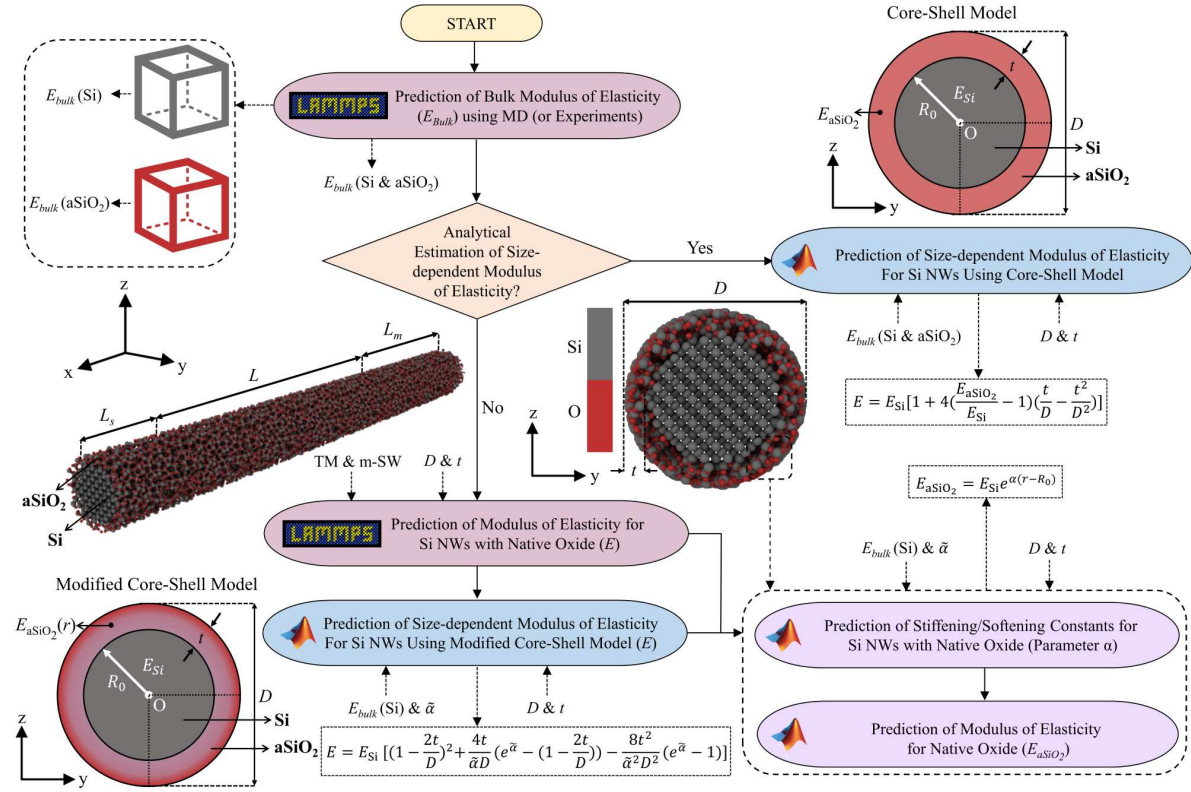 START
LAMMPS
Prediction of Bulk Modulus of Elasticity
(E_Bulk) using MD (or Experiments)
E_bulk(Si)
E_bulk(aSiO₂)
E_bulk(Si & aSiO₂)
Analytical
Estimation of Size-
dependent Modulus
of Elasticity?
Yes
No
Core-Shell Model
t
E_Si
R₀
E_aSiO₂
O
D
Si
aSiO₂
z
y
Prediction of Size-dependent Modulus of Elasticity
For Si NWs Using Core-Shell Model
E_bulk(Si & aSiO₂)
D & t
E = E_Si[1 + 4(E_aSiO₂/E_Si − 1)(t/D − t²/D²)]
z
x
y
L_s
L
L_m
aSiO₂
Si
Si
O
D
t
z
y
TM & m-SW
D & t
LAMMPS
Prediction of Modulus of Elasticity for
Si NWs with Native Oxide (E)
Prediction of Size-dependent Modulus of Elasticity
For Si NWs Using Modified Core-Shell Model (E)
E_bulk(Si) & α̃
D & t
E = E_Si [(1 − 2t/D)² + 4t/α̃D (e^α̃ − (1 − 2t/D)) − 8t²/α̃²D² (e^α̃ − 1)]
Modified Core-Shell Model
E_aSiO₂(r)
t
E_Si
R₀
O
D
Si
aSiO₂
z
y
E_aSiO₂ = E_Si e^α(r−R₀)
E_bulk(Si) & α̃
D & t
Prediction of Stiffening/Softening Constants for
Si NWs with Native Oxide (Parameter α)
Prediction of Modulus of Elasticity
for Native Oxide (E_aSiO₂)